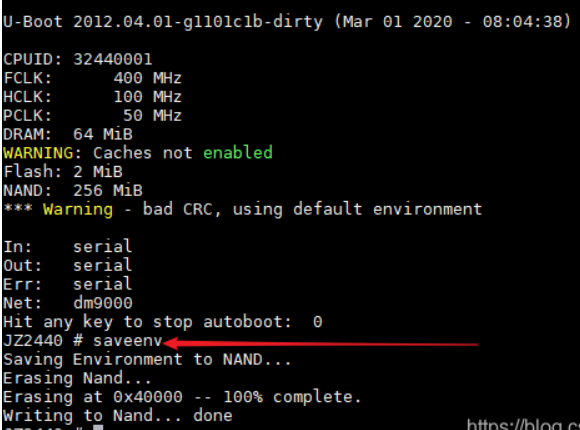 U-Boot 2012.04.01-g1101c1b-dirty (Mar 01 2020 - 08:04:38)
CPUID: 32440001
FCLK:      400 MHz
HCLK:      100 MHz
PCLK:       50 MHz
DRAM:  64 MiB
WARNING: Caches not enabled
Flash: 2 MiB
NAND:  256 MiB
*** Warning - bad CRC, using default environment
In:    serial
Out:   serial
Err:   serial
Net:   dm9000
Hit any key to stop autoboot:  0
JZ2440 # saveenv
Saving Environment to NAND...
Erasing Nand...
Erasing at 0x40000 -- 100% complete.
Writing to Nand... done
https://blog.c